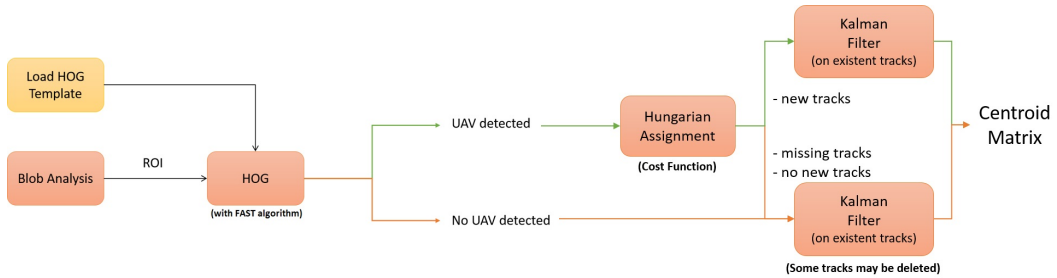 Load HOG
Template
Blob Analysis
ROI
HOG
(with FAST algorithm)
UAV detected
No UAV detected
Hungarian
Assignment
(Cost Function)
Kalman
Filter
(on existent tracks)
- new tracks
- missing tracks
- no new tracks
Kalman
Filter
(on existent tracks)
(Some tracks may be deleted)
Centroid
Matrix